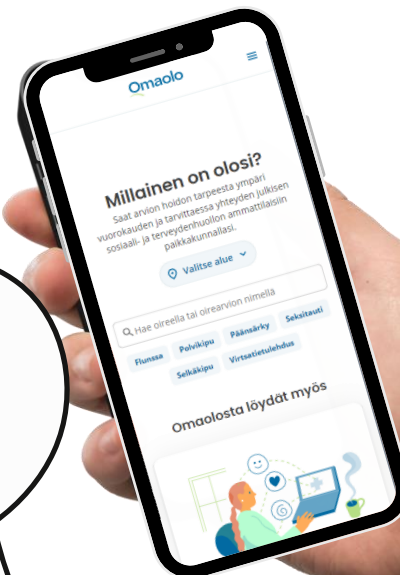 Omaolo
Millainen on olosi?
Saat arvion hoidon tarpeesta ympäri
vuorokauden ja tarvittaessa yhteyden julkisen
sosiaali- ja terveydenhuollon ammattilaisiin
paikkakunnallasi.
Valitse alue
Hae oireella tai oirearvion nimellä
Flunssa Polvikipu Päänsärky Seksitauti
Selkäkipu Virtsatietulehdus
Omaolosta löydät myös